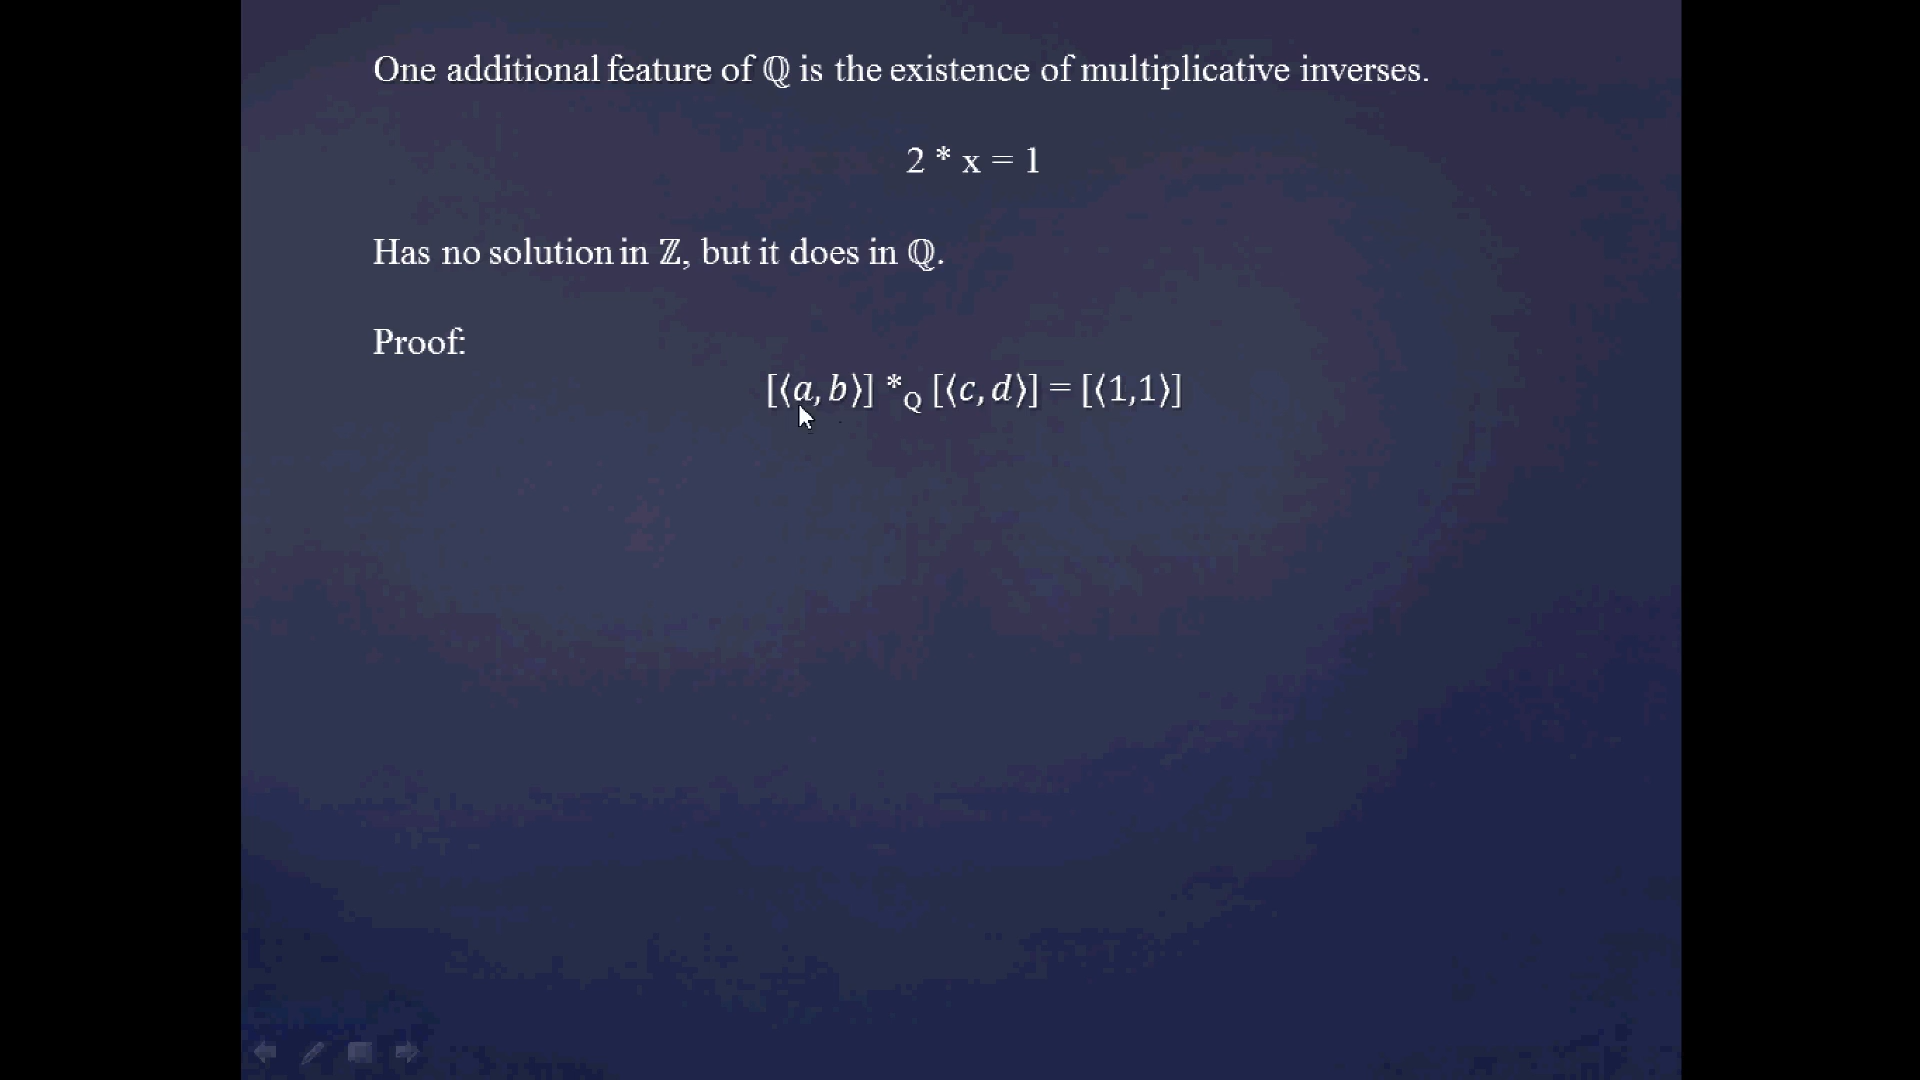 One additional feature of ℚ is the existence of multiplicative inverses.
2 * x = 1
Has no solution in ℤ, but it does in ℚ.
Proof:
[⟨a, b⟩] *Q [⟨c, d⟩] = [⟨1,1⟩]